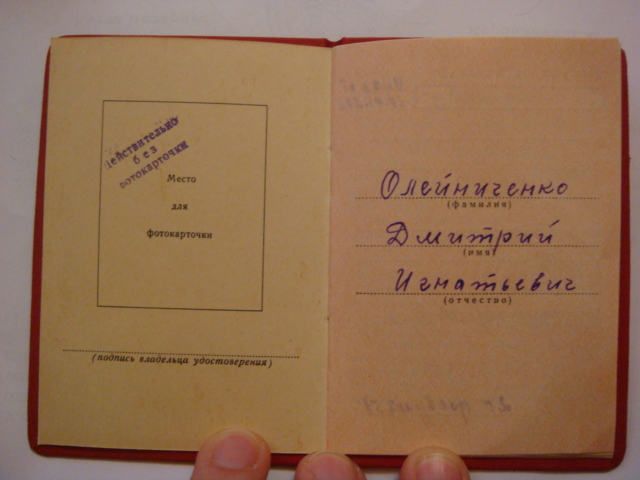 Действительно
без
фотокарточки
Место
для
фотокарточки
(подпись владельца удостоверения)
Олейниченко
(фамилия)
Дмитрий
(имя)
Игнатьевич
(отчество)